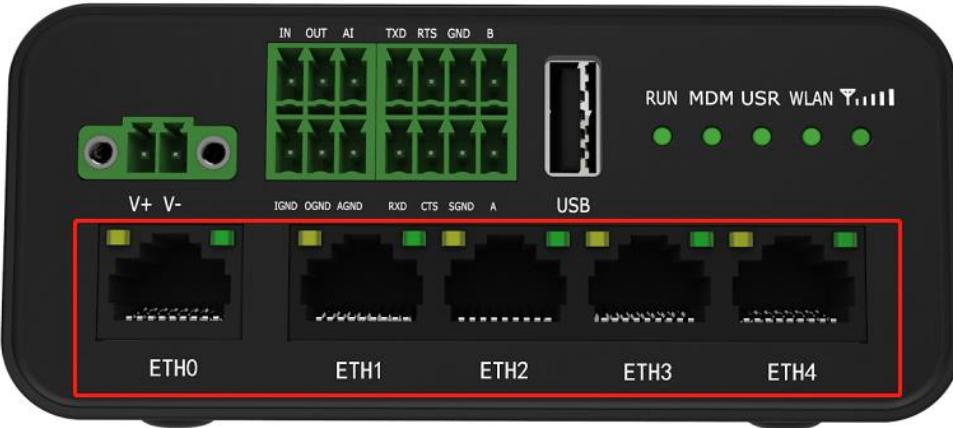 IN OUT AI TXD RTS GND B
RUN MDM USR WLAN
V+ V-
IGND OGND AGND RXD CTS SGND A
USB
ETH0 ETH1 ETH2 ETH3 ETH4